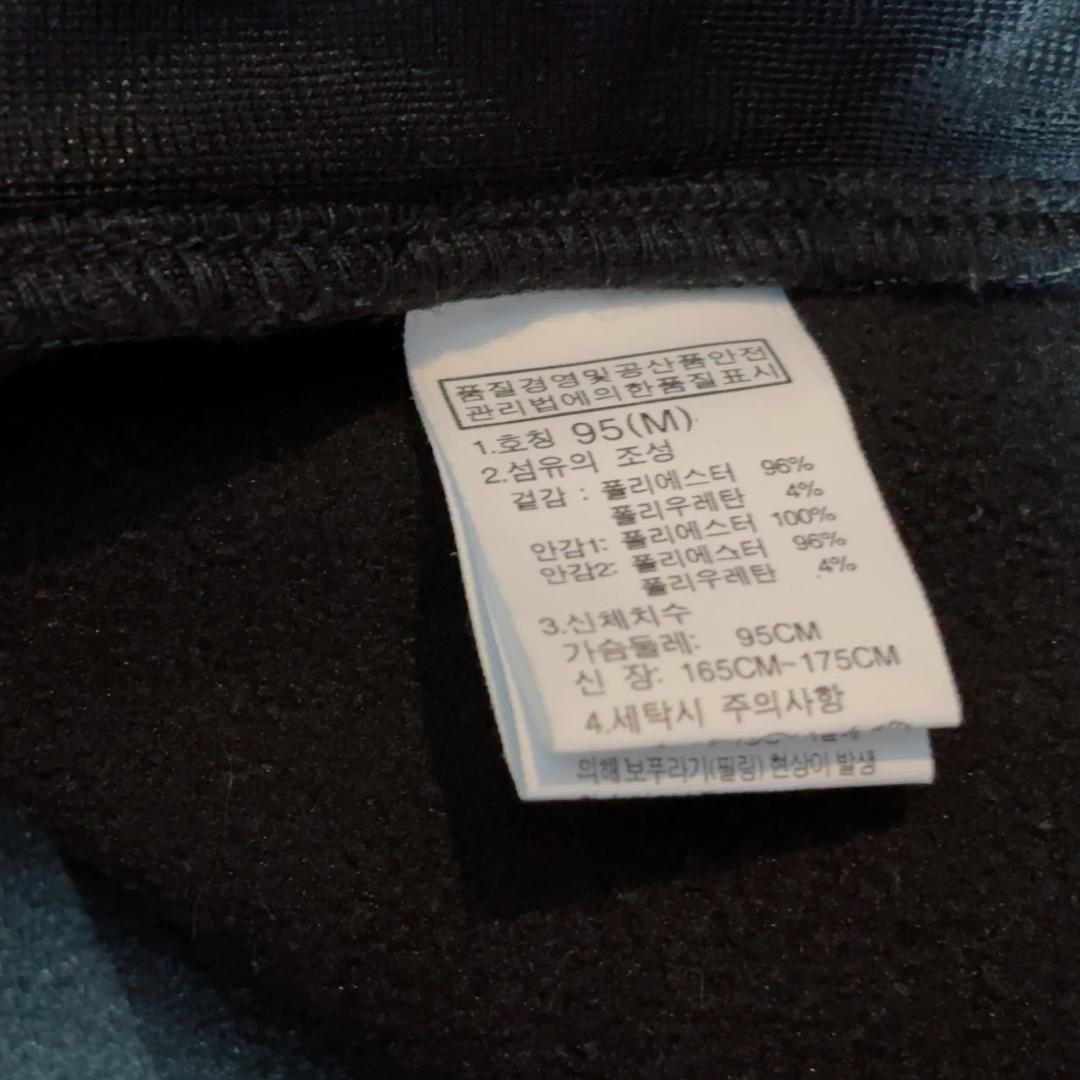 품질경영및공산품안전
관리법에의한품질표시
1.호칭 95(M)
2.섬유의 조성
겉감 : 폴리에스터 96%
폴리우레탄 4%
안감1: 폴리에스터 100%
안감2: 폴리에스터 96%
폴리우레탄 4%
3.신체치수
가슴둘레: 95CM
신 장: 165CM~175CM
4.세탁시 주의사항
의해 보푸라기(필링) 현상이 발생